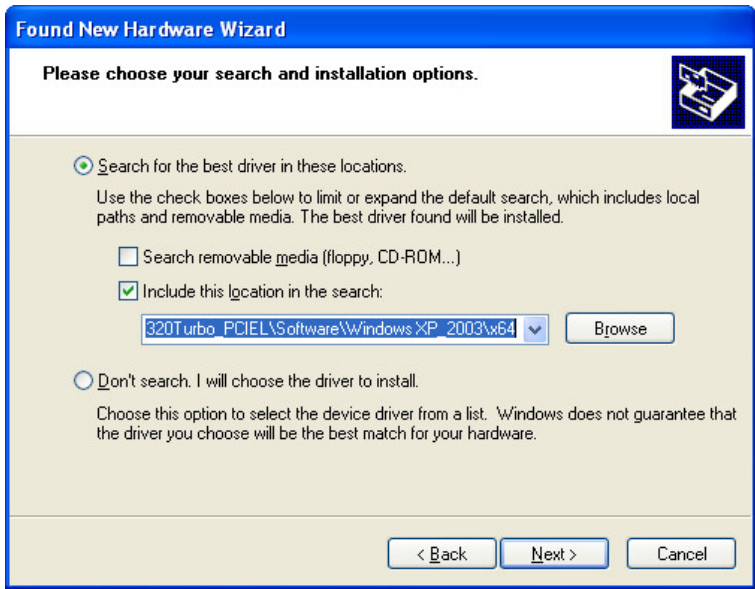 Found New Hardware Wizard
Please choose your search and installation options.
Search for the best driver in these locations.
Use the check boxes below to limit or expand the default search, which includes local
paths and removable media. The best driver found will be installed.
Search removable media (floppy, CD-ROM...)
Include this location in the search:
320Turbo_PCIEL\Software\Windows XP_2003\x64
Browse
Don't search. I will choose the driver to install.
Choose this option to select the device driver from a list. Windows does not guarantee that
the driver you choose will be the best match for your hardware.
< Back
Next >
Cancel